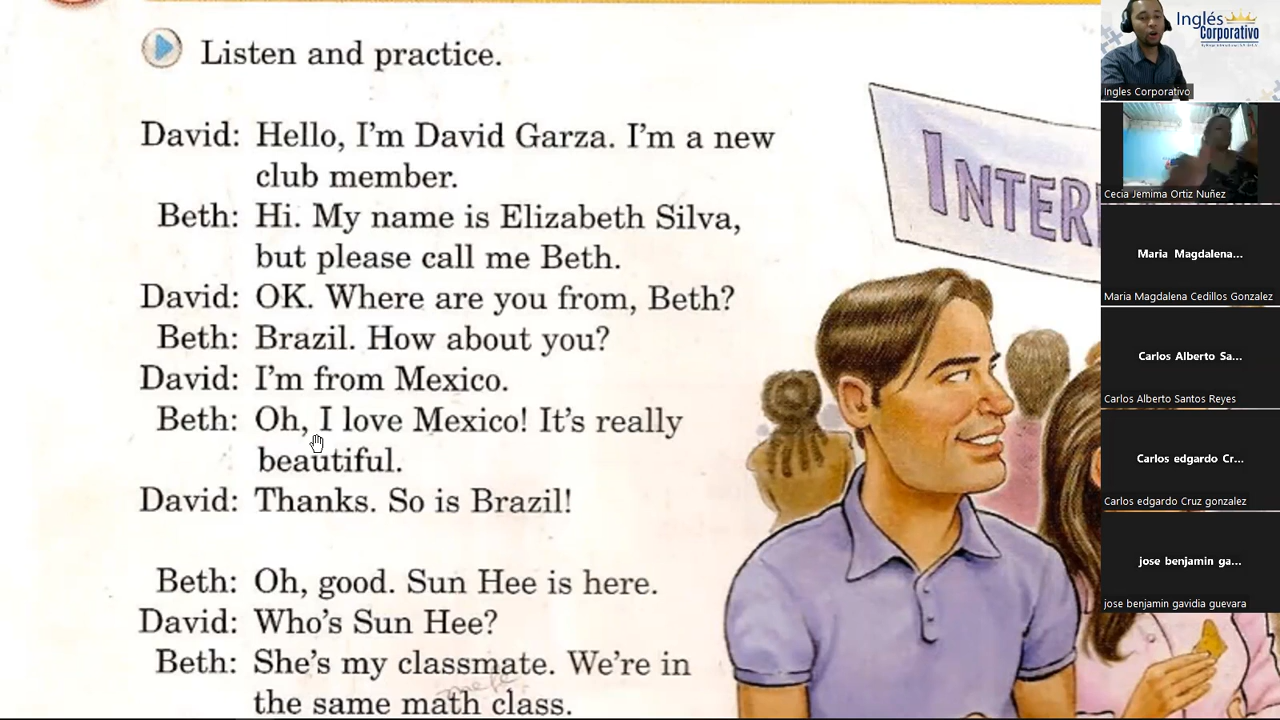 Listen and practice.
David: Hello, I'm David Garza. I'm a new
club member.
Beth: Hi. My name is Elizabeth Silva,
but please call me Beth.
David: OK. Where are you from, Beth?
Beth: Brazil. How about you?
David: I'm from Mexico.
Beth: Oh, I love Mexico! It's really
beautiful.
David: Thanks. So is Brazil!
Beth: Oh, good. Sun Hee is here.
David: Who's Sun Hee?
Beth: She's my classmate. We're in
the same math class.
INTER
Inglés
Corporativo
Ingles Corporativo
Cecia Jemima Ortiz Nuñez
Maria Magdalena...
Maria Magdalena Cedillos Gonzalez
Carlos Alberto Sa...
Carlos Alberto Santos Reyes
Carlos edgardo Cr...
Carlos edgardo Cruz gonzalez
jose benjamin ga...
jose benjamin gavidia guevara